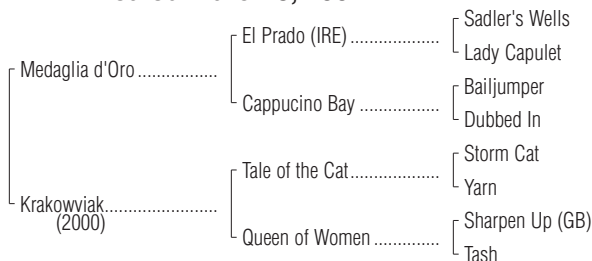 El Prado (IRE) ................... Sadler's Wells
Lady Capulet
Medaglia d'Oro .................
Cappucino Bay ................. Bailjumper
Dubbed In
Tale of the Cat................... Storm Cat
Yarn
Krakowviak........................
(2000)
Queen of Women .............. Sharpen Up (GB)
Tash